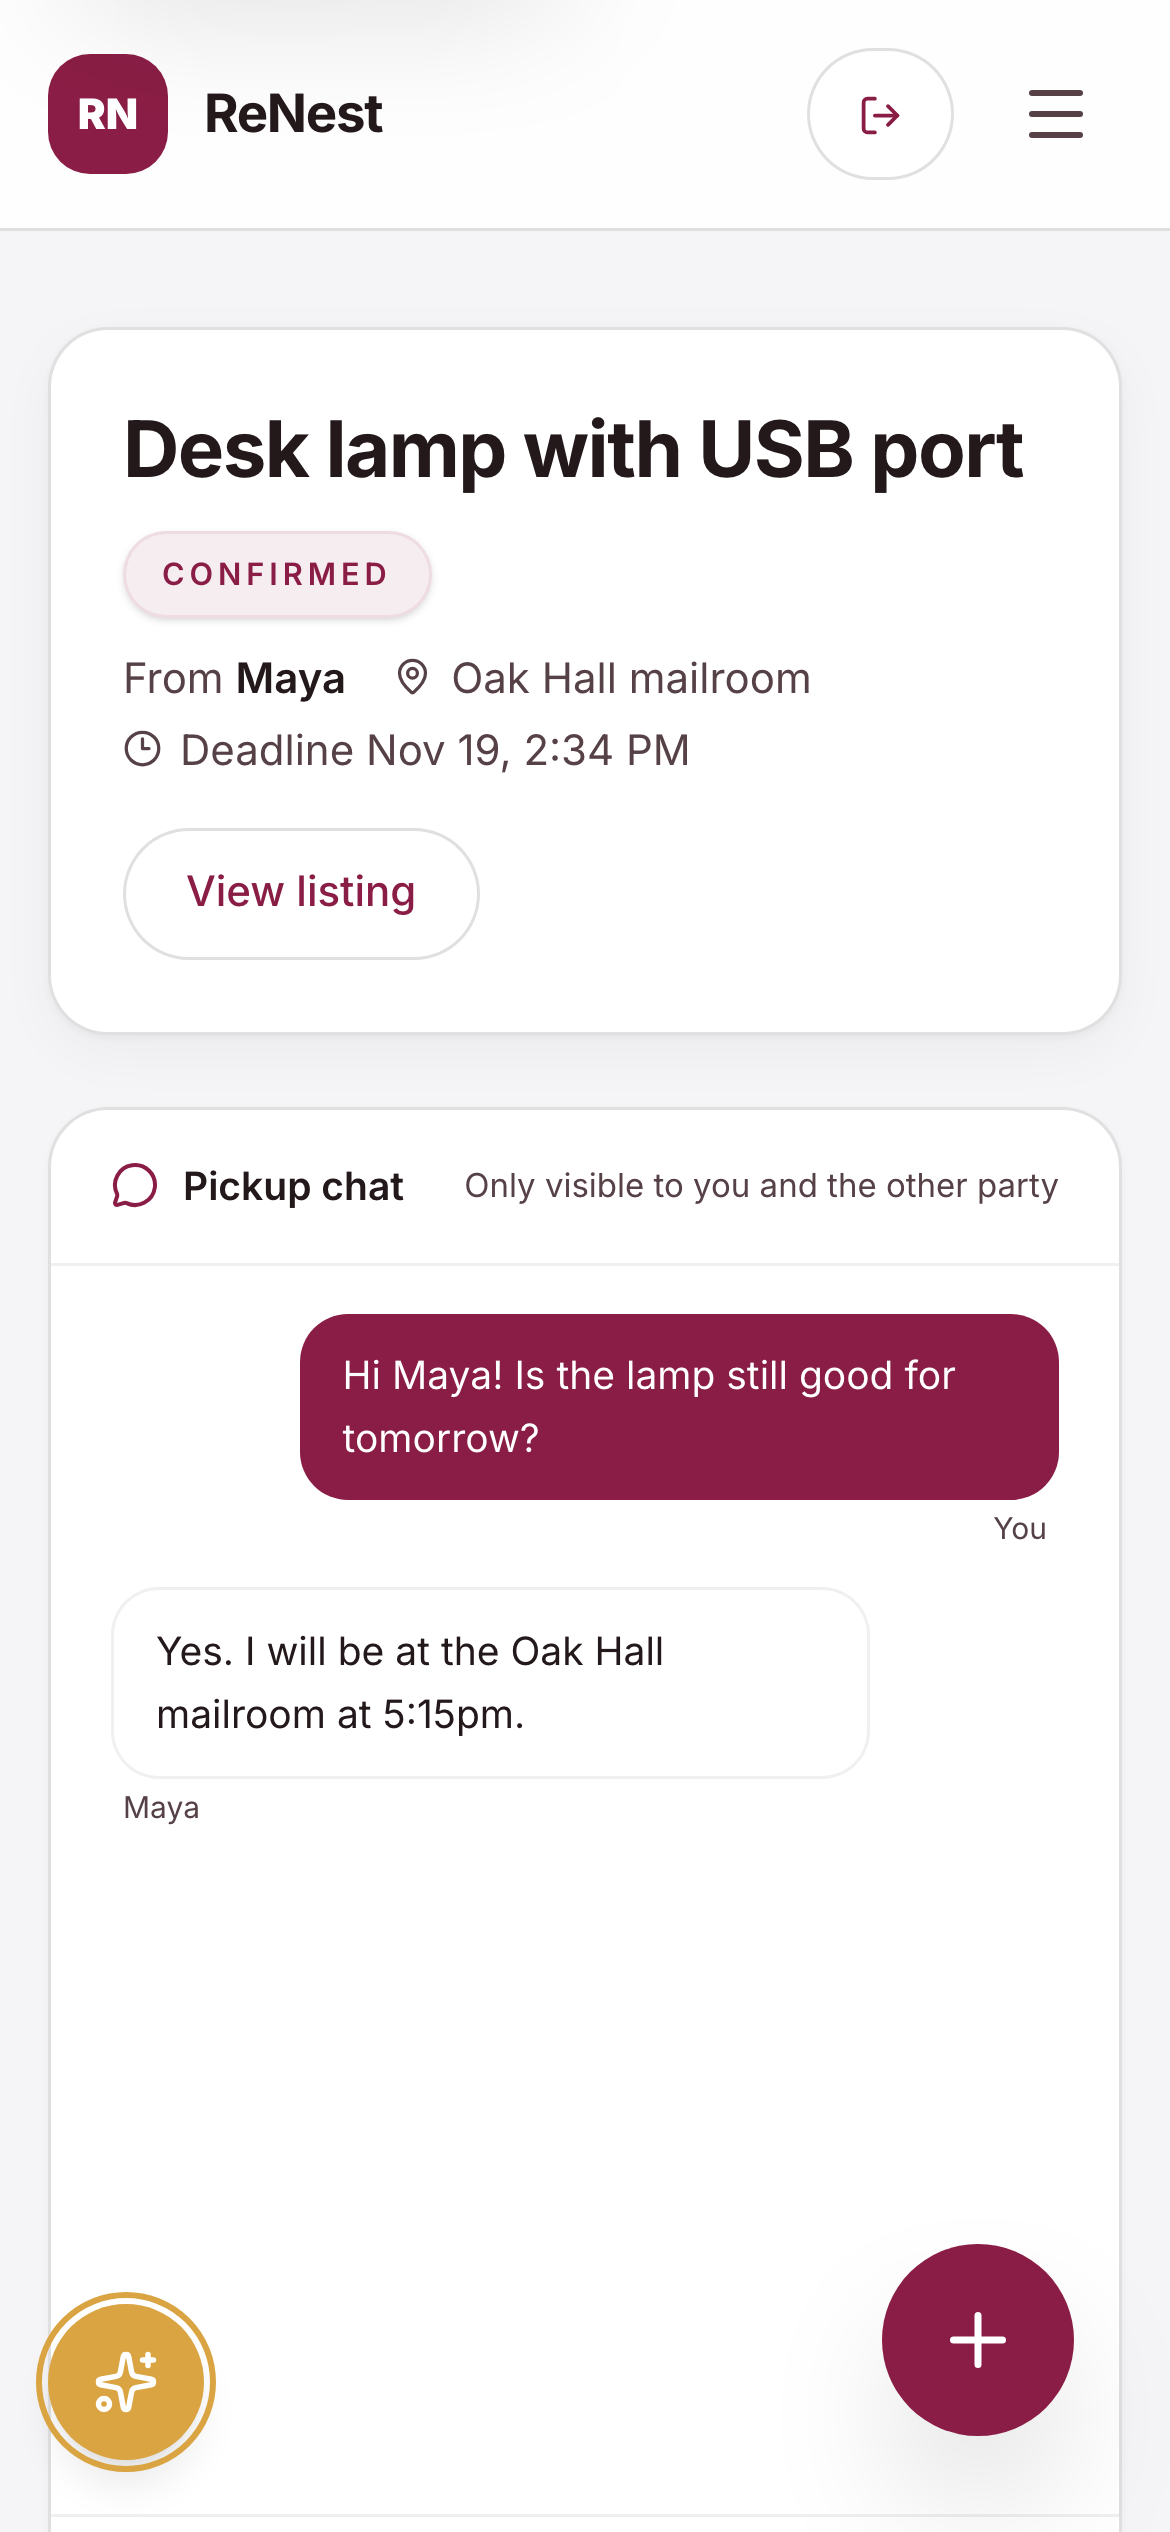 RN ReNest
Desk lamp with USB port
CONFIRMED
From Maya Oak Hall mailroom
Deadline Nov 19, 2:34 PM
View listing
Pickup chat Only visible to you and the other party
Hi Maya! Is the lamp still good for
tomorrow?
You
Yes. I will be at the Oak Hall
mailroom at 5:15pm.
Maya